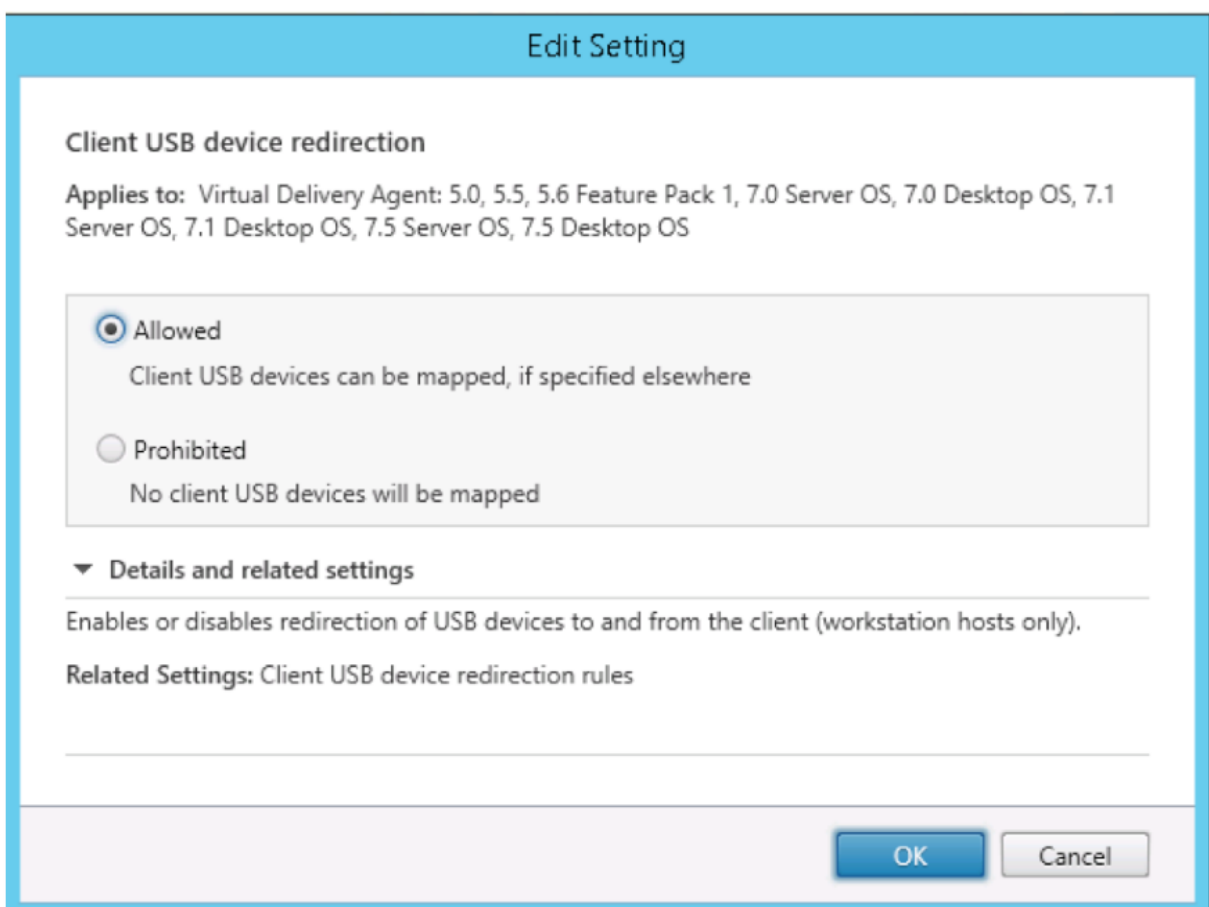 Edit Setting
Client USB device redirection
Applies to: Virtual Delivery Agent: 5.0, 5.5, 5.6 Feature Pack 1, 7.0 Server OS, 7.0 Desktop OS, 7.1
Server OS, 7.1 Desktop OS, 7.5 Server OS, 7.5 Desktop OS
Allowed
Client USB devices can be mapped, if specified elsewhere
Prohibited
No client USB devices will be mapped
Details and related settings
Enables or disables redirection of USB devices to and from the client (workstation hosts only).
Related Settings: Client USB device redirection rules
OK
Cancel